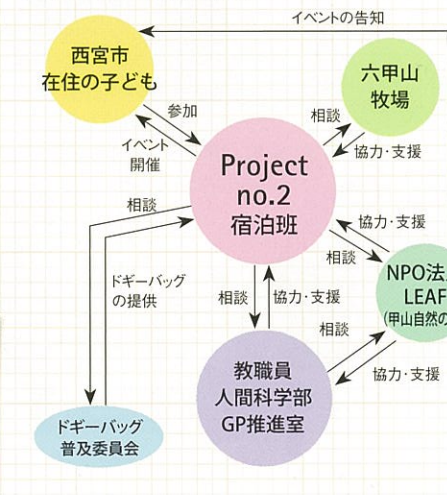 イベントの告知
西宮市
在住の子ども
六甲山
牧場
参加
イベント
開催
相談
協力・支援
Project
no.2
宿泊班
相談
協力・支援
相談
ドギーバッグ
の提供
NPO法
LEAF
(甲山自然の
相談
協力・支援
相談
協力・支援
教職員
人間科学部
GP推進室
ドギーバッグ
普及委員会